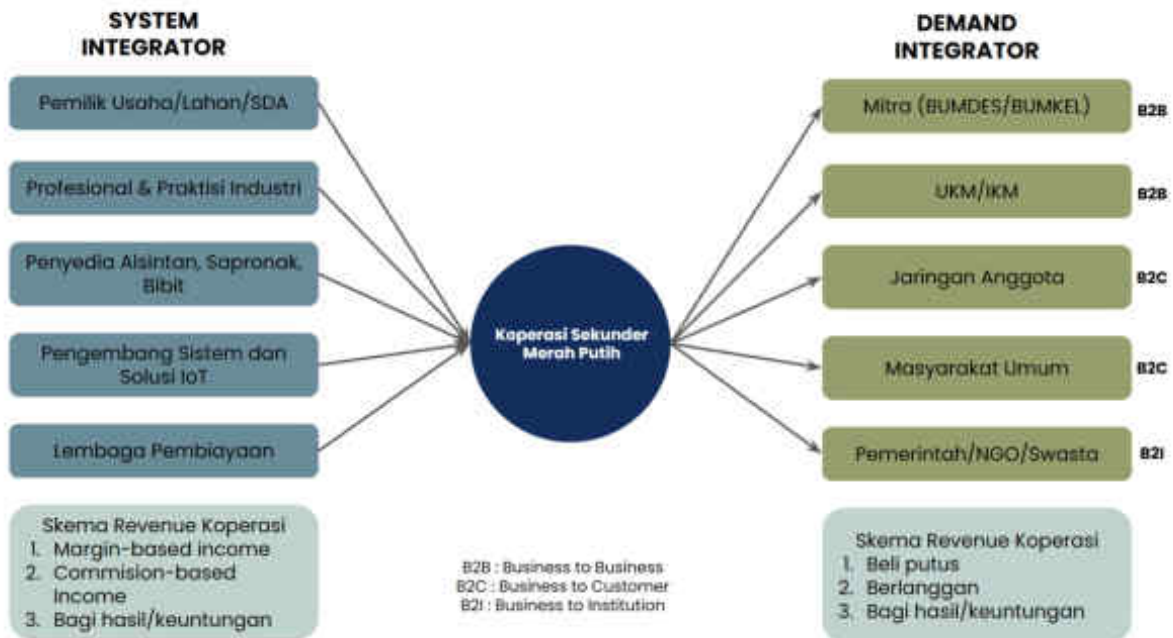 SYSTEM
INTEGRATOR
Pemilik Usaha/Lahan/SDA
Profesional & Praktisi Industri
Penyedia Alsintan, Sapronak,
Bibit
Pengembang Sistem dan
Solusi IoT
Lembaga Pembiayaan
Skema Revenue Koperasi
1. Margin-based income
2. Commision-based
Income
3. Bagi hasil/keuntungan
Koperasi Sekunder
Merah Putih
B2B : Business to Business
B2C : Business to Customer
B2I : Business to Institution
DEMAND
INTEGRATOR
Mitra (BUMDES/BUMKEL)
B2B
UKM/IKM
B2B
Jaringan Anggota
B2C
Masyarakat Umum
B2C
Pemerintah/NGO/Swasta
B2I
Skema Revenue Koperasi
1. Beli putus
2. Berlanggan
3. Bagi hasil/keuntungan